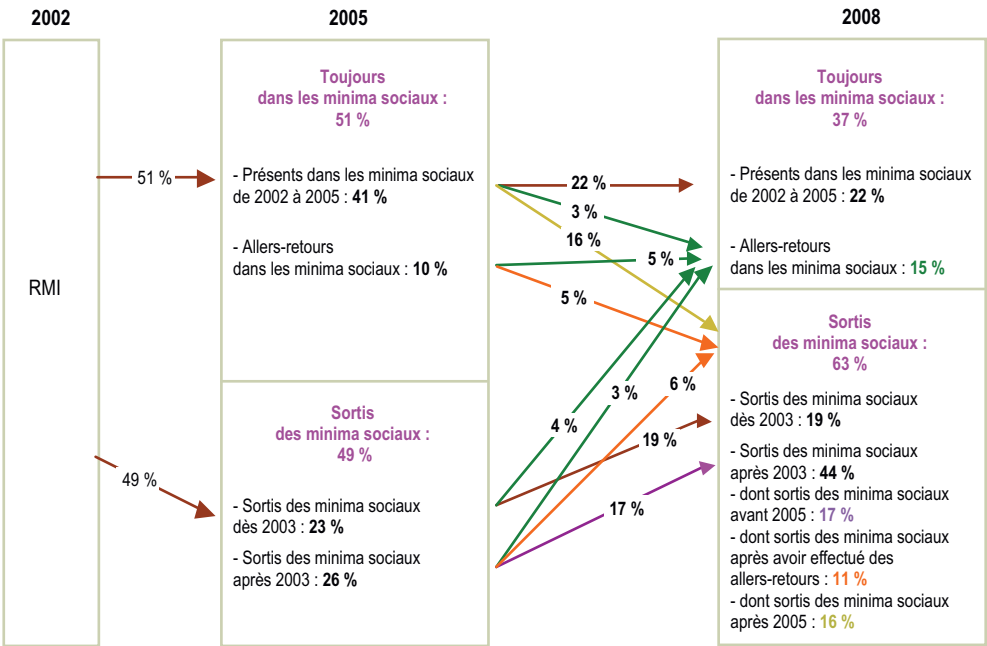 2002
2005
2008
RMI
51 %
49 %
Toujours
dans les minima sociaux :
51 %
- Présents dans les minima sociaux
de 2002 à 2005 : 41 %
- Allers-retours
dans les minima sociaux : 10 %
Sortis
des minima sociaux :
49 %
- Sortis des minima sociaux
dès 2003 : 23 %
- Sortis des minima sociaux
après 2003 : 26 %
22 %
3 %
16 %
5 %
5 %
6 %
3 %
4 %
19 %
17 %
Toujours
dans les minima sociaux :
37 %
- Présents dans les minima sociaux
de 2002 à 2005 : 22 %
- Allers-retours
dans les minima sociaux : 15 %
Sortis
des minima sociaux :
63 %
- Sortis des minima sociaux
dès 2003 : 19 %
- Sortis des minima sociaux
après 2003 : 44 %
- dont sortis des minima sociaux
avant 2005 : 17 %
- dont sortis des minima sociaux
après avoir effectué des
allers-retours : 11 %
- dont sortis des minima sociaux
après 2005 : 16 %